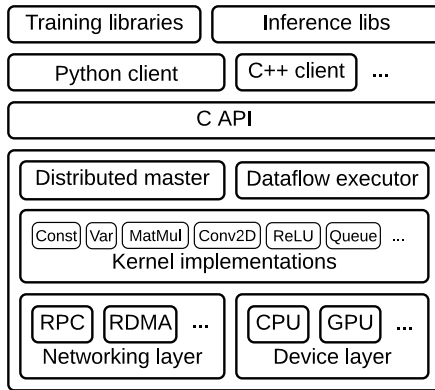 Training libraries Inference libs
Python client C++ client ...
C API
Distributed master Dataflow executor
Const Var MatMul Conv2D ReLU Queue ...
Kernel implementations
RPC RDMA ... CPU GPU ...
Networking layer Device layer